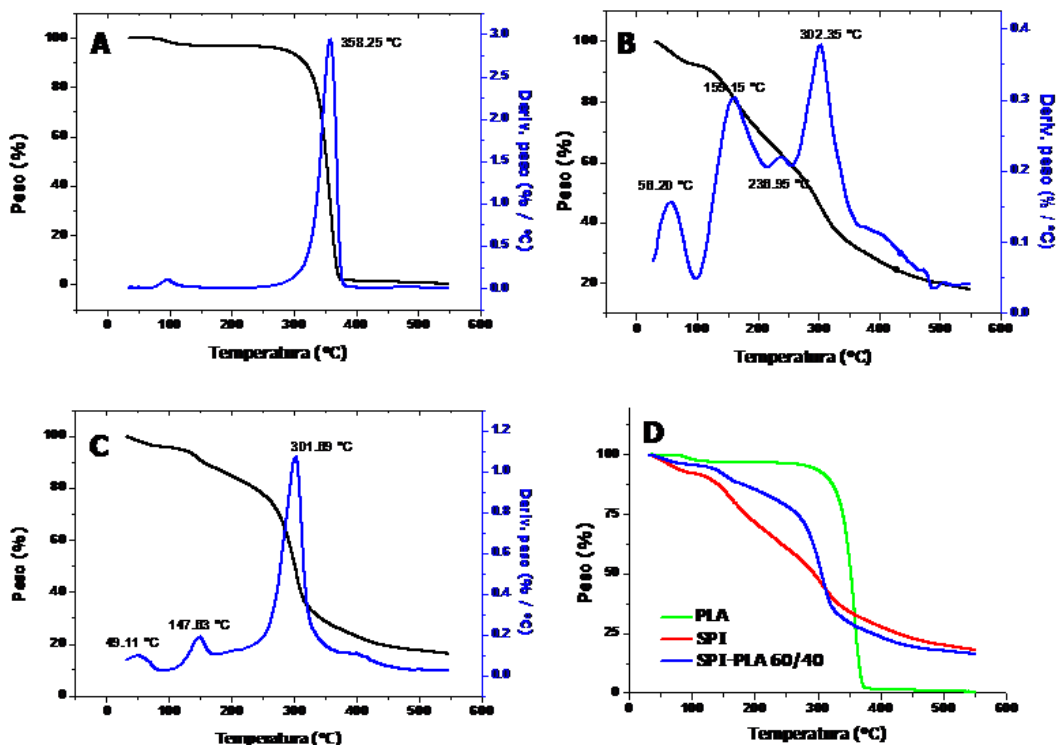 A
358.25 °C
Peso (%)
100
80
60
40
20
0
3.0
2.5
2.0
1.5
1.0
0.5
0.0
Deriv. peso (% / °C)
0 100 200 300 400 500 600
Temperatura (°C)
B
302.35 °C
159.15 °C
236.95 °C
56.20 °C
Peso (%)
100
80
60
40
20
0.4
0.3
0.2
0.1
0.0
Deriv. peso (% / °C)
0 100 200 300 400 500 600
Temperatura (°C)
C
301.89 °C
147.63 °C
49.11 °C
Peso (%)
100
80
60
40
20
0
1.2
1.0
0.8
0.6
0.4
0.2
0.0
Deriv. peso (% / °C)
0 100 200 300 400 500 600
Temperatura (°C)
D
Peso (%)
100
75
50
25
0
PLA
SPI
SPI-PLA 60/40
0 100 200 300 400 500 600
Temperatura (°C)